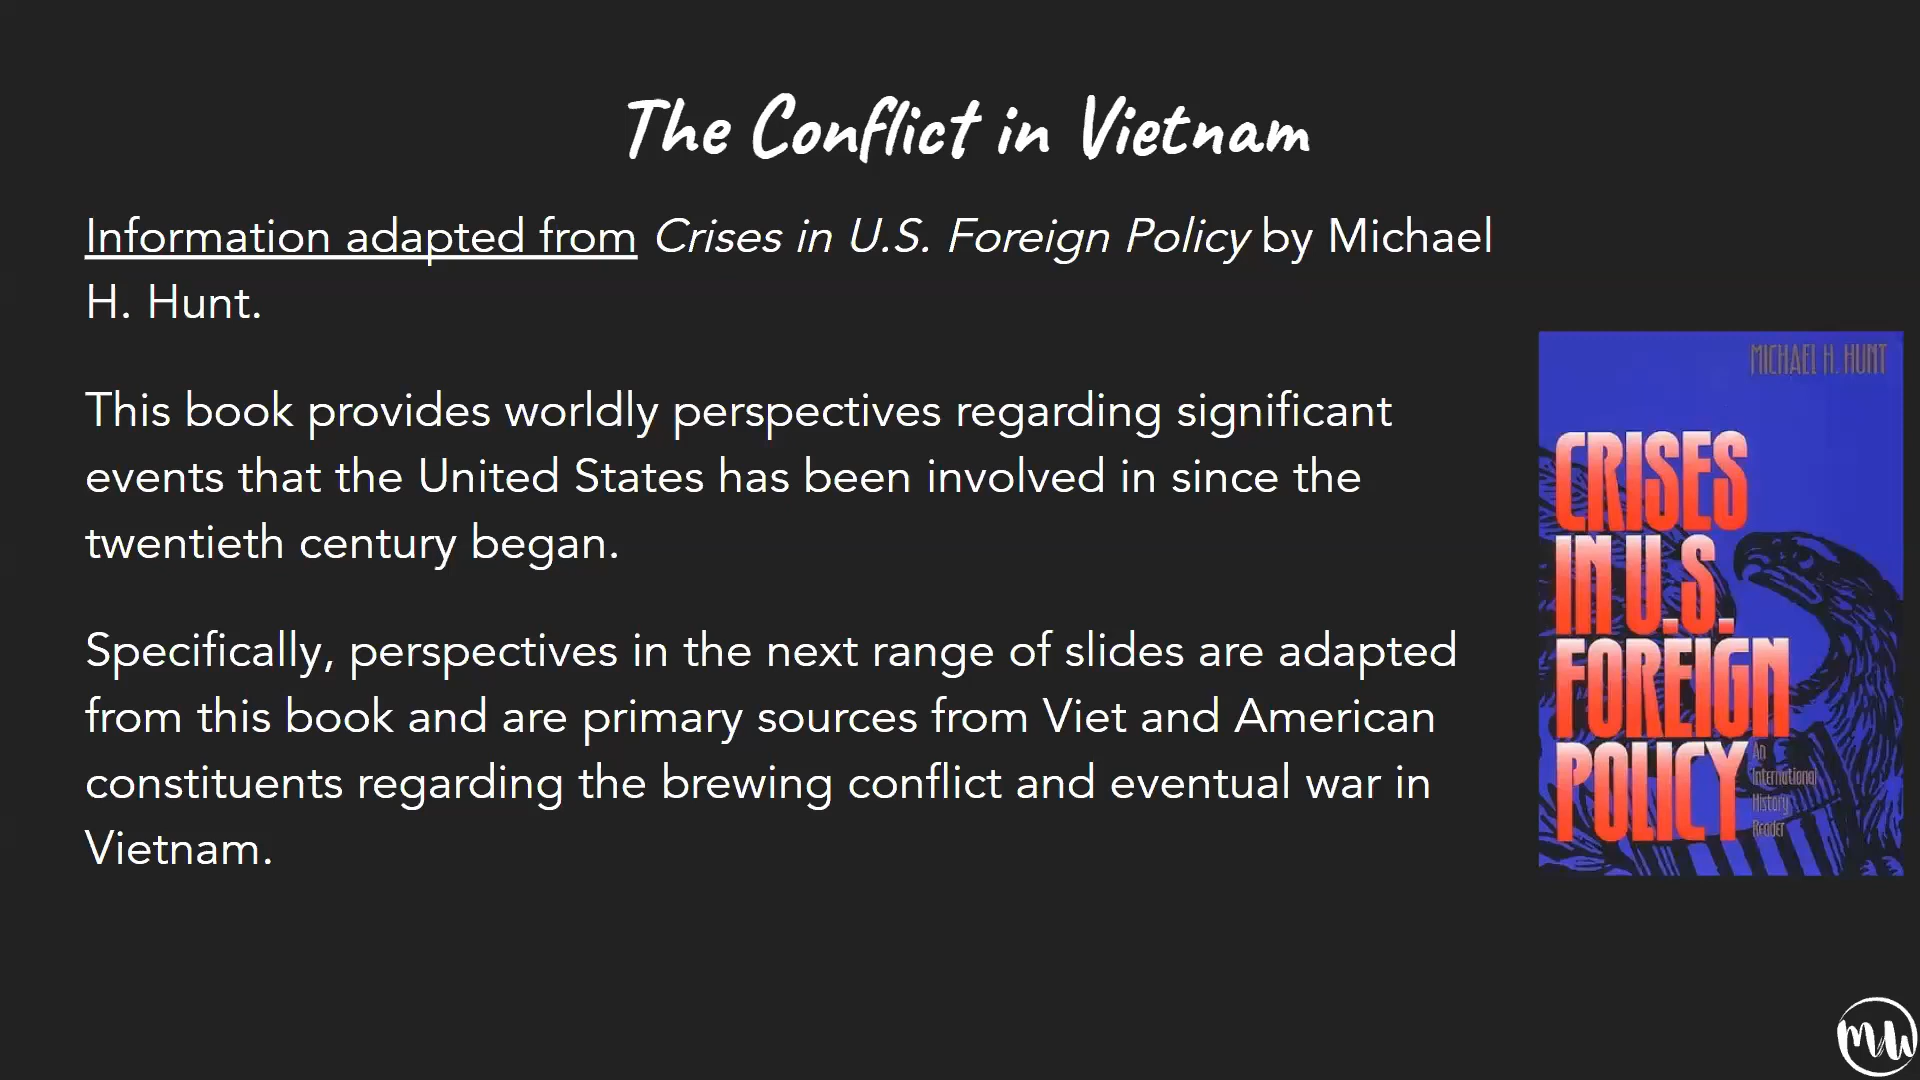 The Conflict in Vietnam
Information adapted from Crises in U.S. Foreign Policy by Michael
H. Hunt.
This book provides worldly perspectives regarding significant
events that the United States has been involved in since the
twentieth century began.
Specifically, perspectives in the next range of slides are adapted
from this book and are primary sources from Viet and American
constituents regarding the brewing conflict and eventual war in
Vietnam.
MICHAEL H. HUNT
CRISES
IN U.S.
FOREIGN
POLICY
An
International
History
Reader
MW